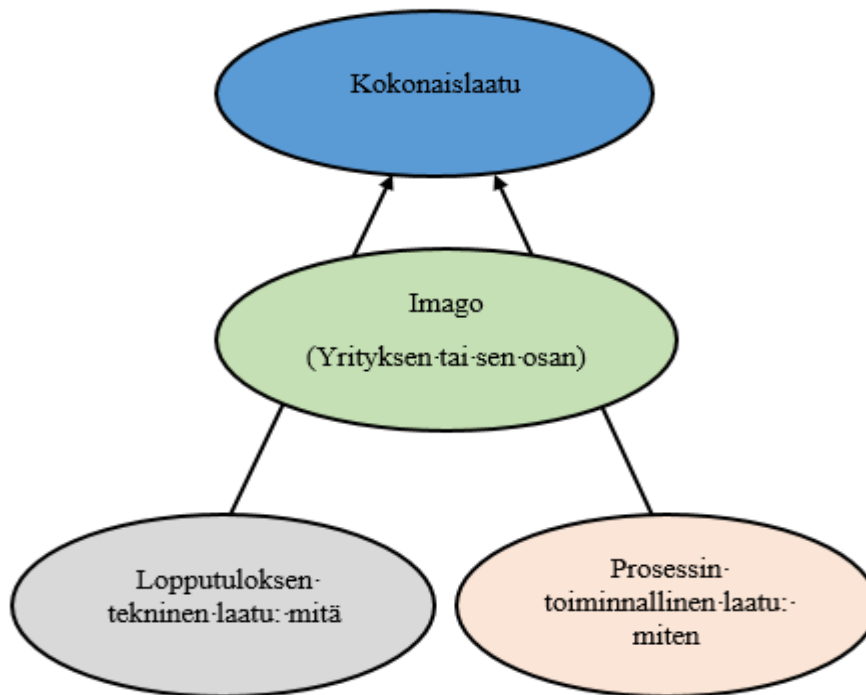 Kokonaislaatu
Imago
(Yrityksen·tai·sen·osan)
Lopputuloksen·
tekninen·laatu:·mitä
Prosessin·
toiminnallinen·laatu:·
miten